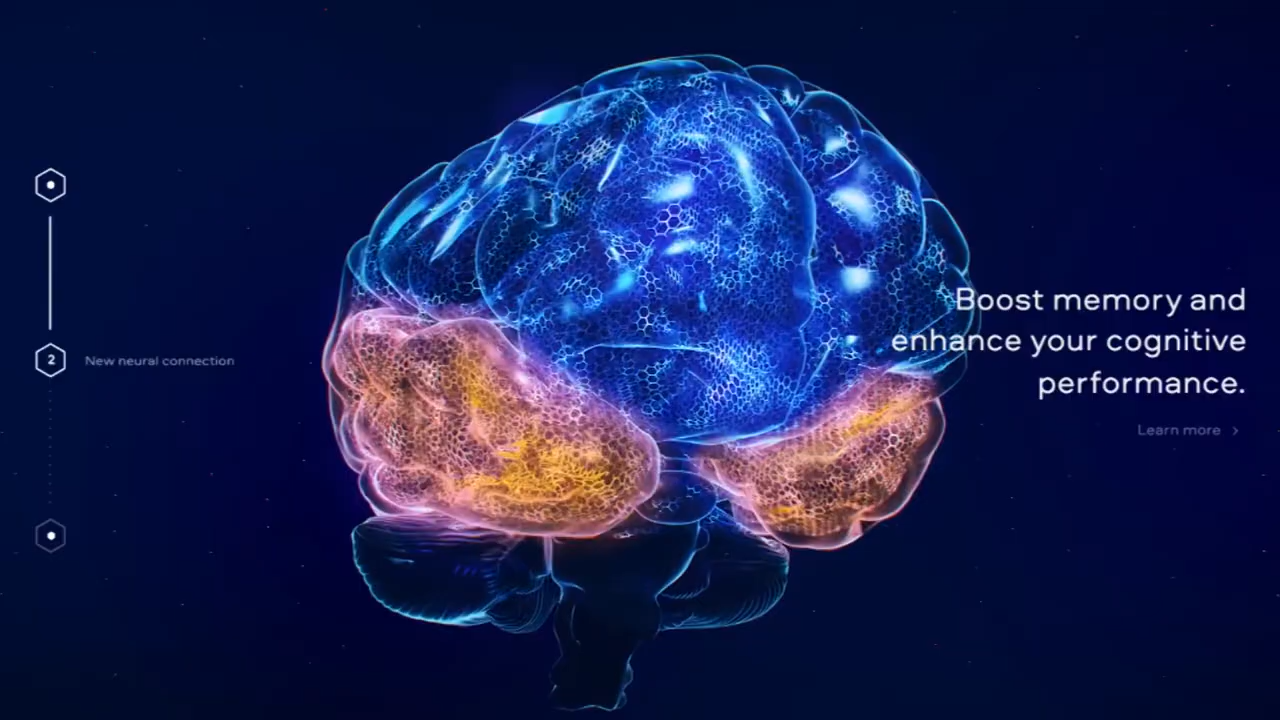 2
New neural connection
Boost memory and
enhance your cognitive
performance.
Learn more >